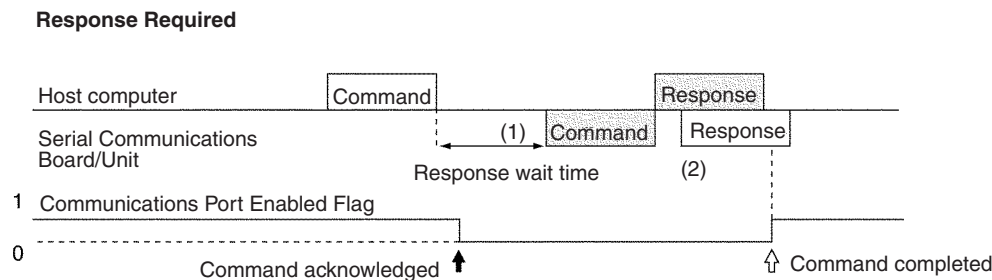 Response Required
Host computer
Command
Response
Serial Communications
Board/Unit
(1)
Command
Response
Response wait time
(2)
1 Communications Port Enabled Flag
0
Command acknowledged
Command completed